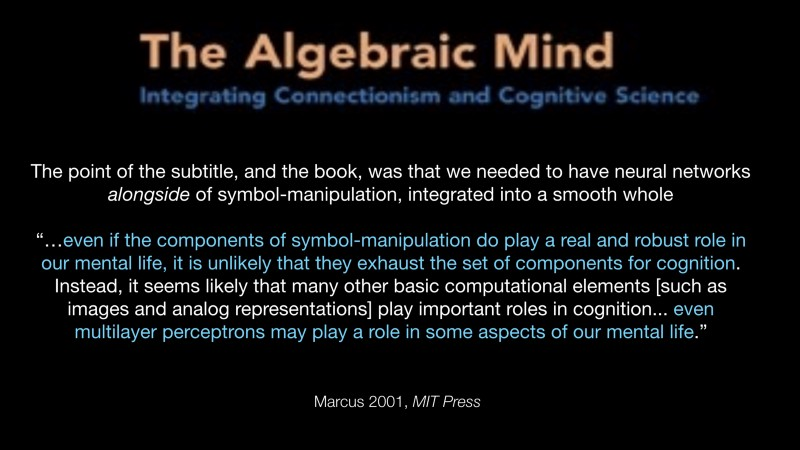 The Algebraic Mind
Integrating Connectionism and Cognitive Science
The point of the subtitle, and the book, was that we needed to have neural networks
alongside of symbol-manipulation, integrated into a smooth whole
“…even if the components of symbol-manipulation do play a real and robust role in
our mental life, it is unlikely that they exhaust the set of components for cognition.
Instead, it seems likely that many other basic computational elements [such as
images and analog representations] play important roles in cognition... even
multilayer perceptrons may play a role in some aspects of our mental life.”
Marcus 2001, MIT Press